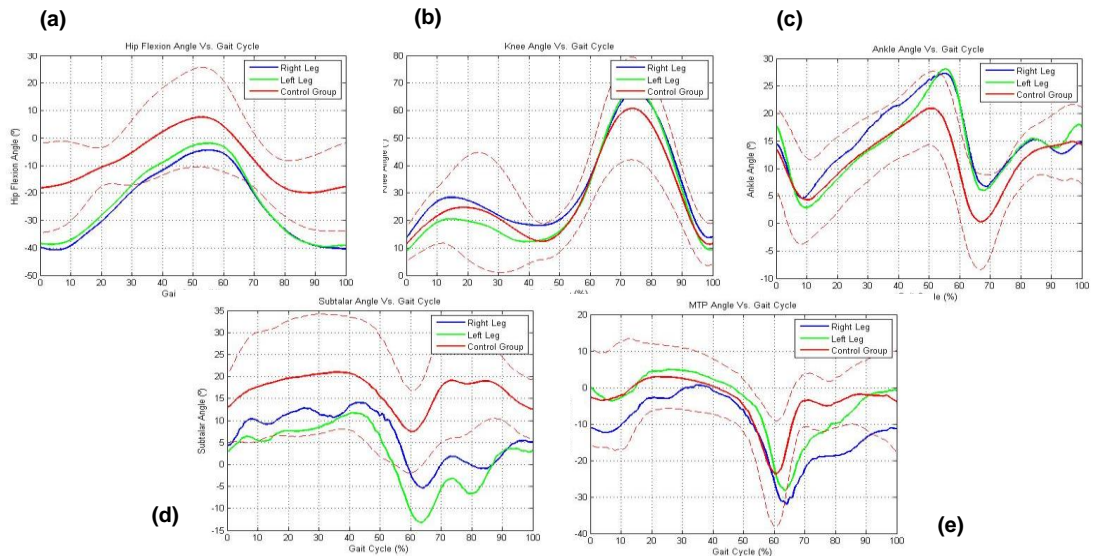 (a)
(b)
(c)
Hip Flexion Angle Vs. Gait Cycle
30
20
10
0
-10
-20
-30
-40
-50
Hip Flexion Angle (º)
Right Leg
Left Leg
Control Group
0 10 20 30 40 50 60 70 80 90 100
Gai
Knee Angle Vs. Gait Cycle
80
70
60
50
40
30
20
10
0
Knee Angle (
Right Leg
Left Leg
Control Group
0 10 20 30 40 50 60 70 80 90 100
Ankle Angle Vs. Gait Cycle
30
25
20
15
10
5
0
-5
-10
Ankle Angle (º)
Right Leg
Left Leg
Control Group
0 10 20 30 40 50 60 70 80 90 100
(%)
Subtalar Angle Vs. Gait Cycle
35
30
25
20
15
10
5
0
-5
-10
-15
Subtalar Angle (º)
Right Leg
Left Leg
Control Group
0 10 20 30 40 50 60 70 80 90 100
Gait Cycle (%)
MTP Angle Vs. Gait Cycle
20
10
0
-10
-20
-30
-40
MTP Angle (º)
Right Leg
Left Leg
Control Group
0 10 20 30 40 50 60 70 80 90 100
Gait Cycle (%)
(d)
(e)